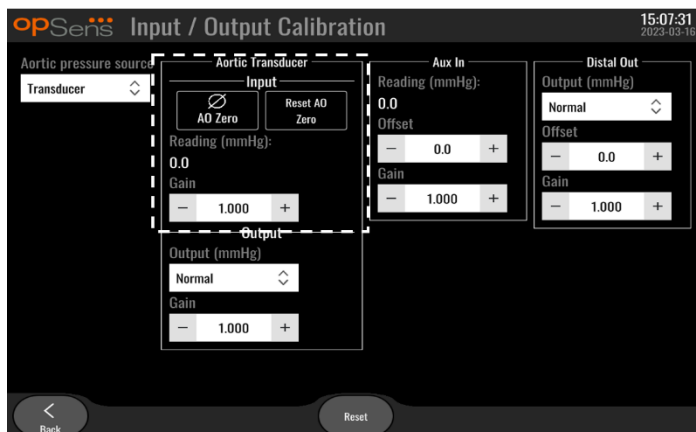 opSens Input / Output Calibration
15:07:31
2023-03-16
Aortic pressure source
Transducer
Aortic Transducer
Input
AO Zero
Reset AO
Zero
Reading (mmHg):
0.0
Gain
− 1.000 +
Output
Output (mmHg)
Normal
Gain
− 1.000 +
Aux In
Reading (mmHg):
0.0
Offset
− 0.0 +
Gain
− 1.000 +
Distal Out
Output (mmHg)
Normal
Offset
− 0.0 +
Gain
− 1.000 +
Back
Reset